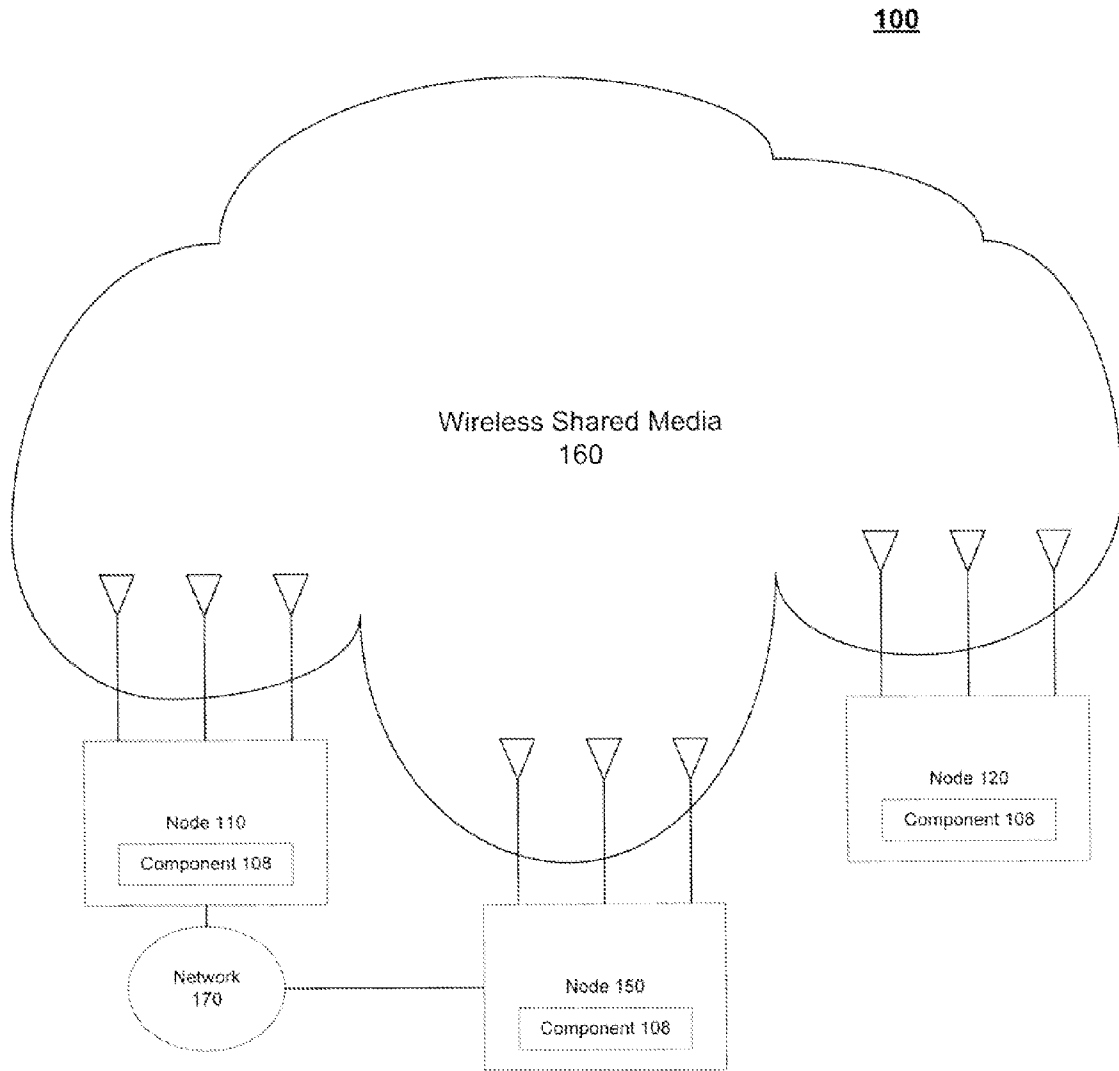 100
Wireless Shared Media
160
Node 120
Component 108
Node 110
Component 108
Network
170
Node 150
Component 108